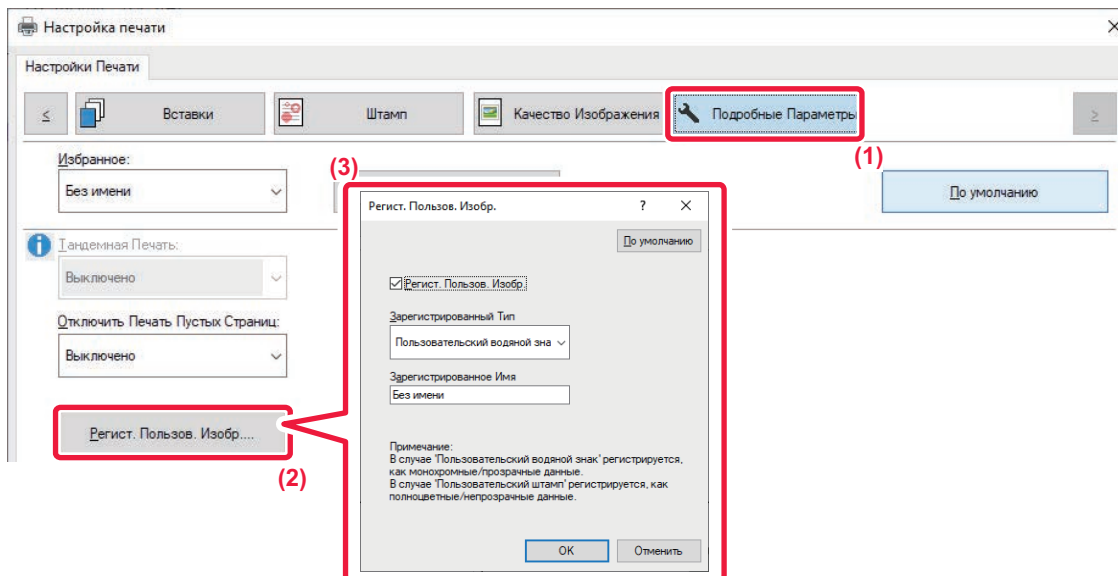 Настройка печати
Настройки Печати
≤ Вставки Штамп Качество Изображения Подробные Параметры ≥
(1)
Избранное:
Без имени
По умолчанию
(3)
Тандемная Печать:
Выключено
Отключить Печать Пустых Страниц:
Выключено
Регист. Пользов. Изобр....
(2)
Регист. Пользов. Изобр. ?
По умолчанию
Регист. Пользов. Изобр.
Зарегистрированный Тип
Пользовательский водяной зна
Зарегистрированное Имя
Без имени
Примечание:
В случае 'Пользовательский водяной знак' регистрируется,
как монохромные/прозрачные данные.
В случае 'Пользовательский штамп' регистрируется, как
полноцветные/непрозрачные данные.
OK Отменить